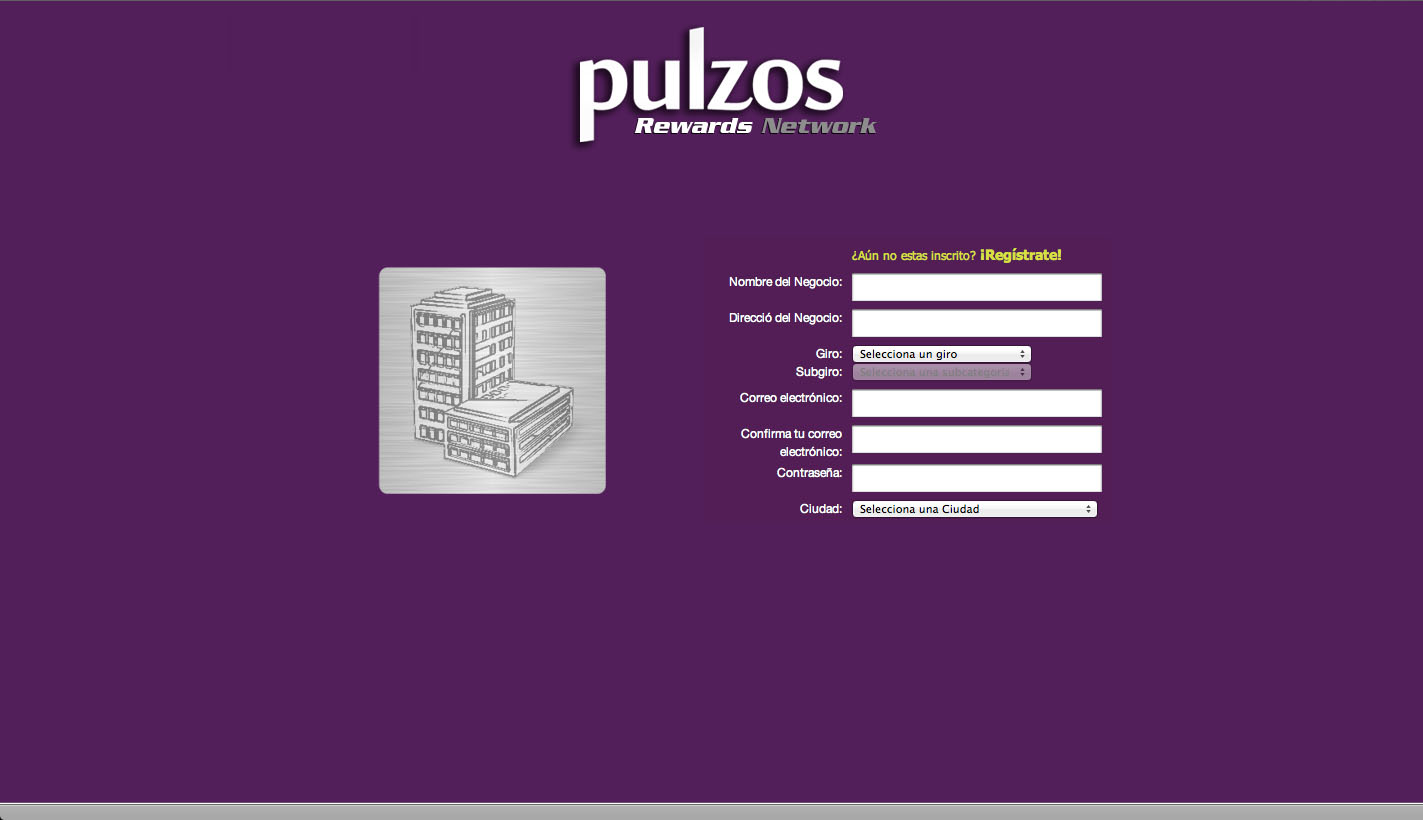 pulzos
Rewards Network
¿Aún no estas inscrito? ¡Regístrate!
Nombre del Negocio:
Direcció del Negocio:
Giro: Selecciona un giro
Subgiro: Selecciona una subcategoria
Correo electrónico:
Confirma tu correo
electrónico:
Contraseña:
Ciudad: Selecciona una Ciudad